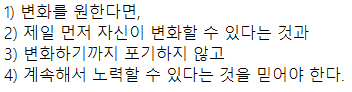 1) 변화를 원한다면,
2) 제일 먼저 자신이 변화할 수 있다는 것과
3) 변화하기까지 포기하지 않고
4) 계속해서 노력할 수 있다는 것을 믿어야 한다.